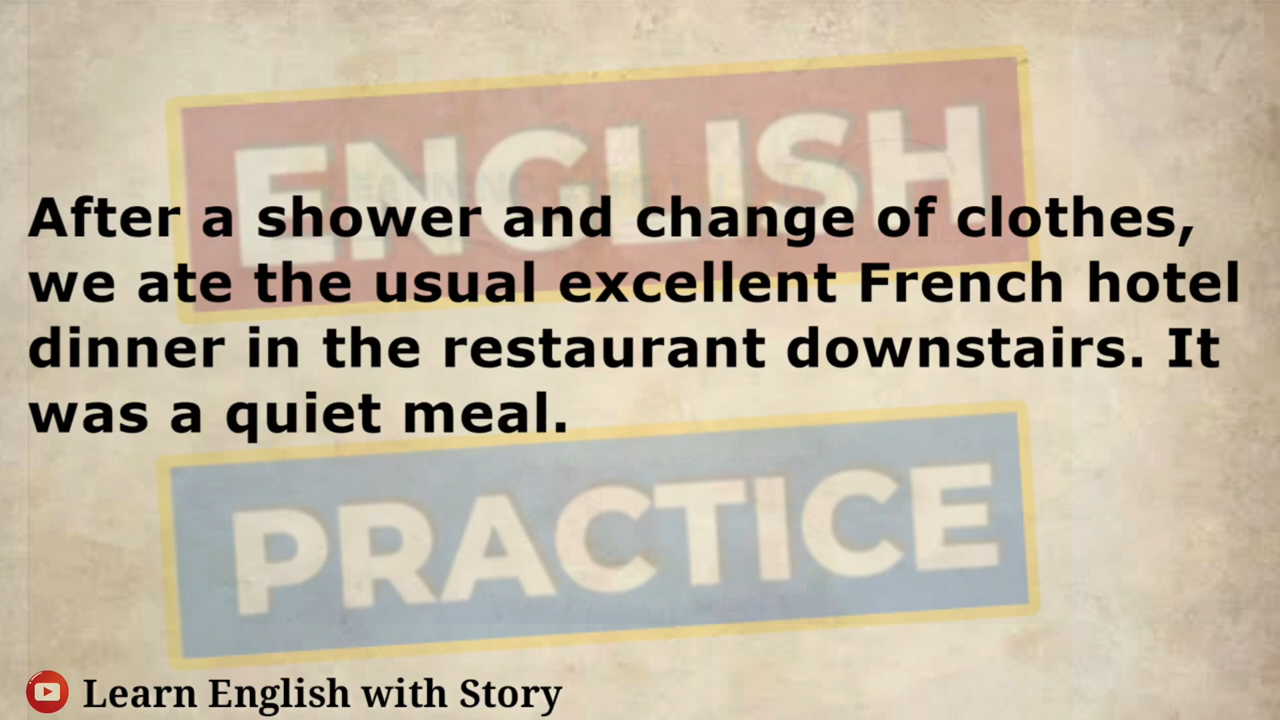 ENGLISH
After a shower and change of clothes,
we ate the usual excellent French hotel
dinner in the restaurant downstairs. It
was a quiet meal.
PRACTICE
Learn English with Story